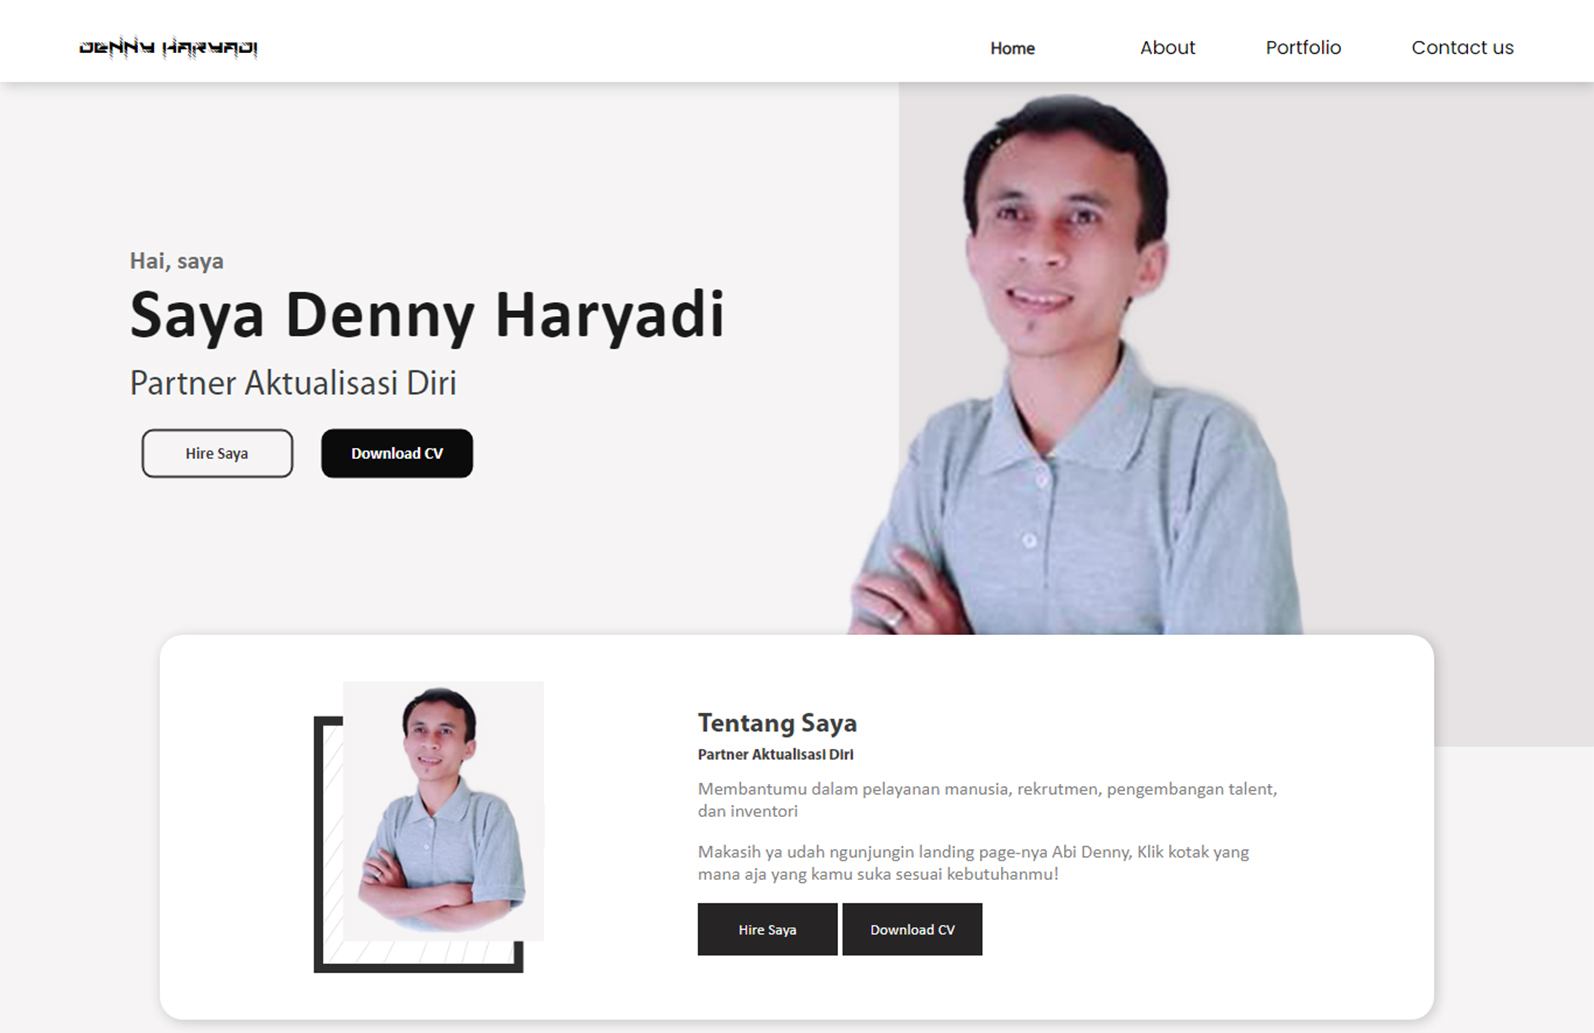 DENNY HARYADI
Home
About
Portfolio
Contact us
Hai, saya
Saya Denny Haryadi
Partner Aktualisasi Diri
Hire Saya
Download CV
Tentang Saya
Partner Aktualisasi Diri
Membantumu dalam pelayanan manusia, rekrutmen, pengembangan talent,
dan inventori
Makasih ya udah ngunjungin landing page-nya Abi Denny, Klik kotak yang
mana aja yang kamu suka sesuai kebutuhanmu!
Hire Saya
Download CV